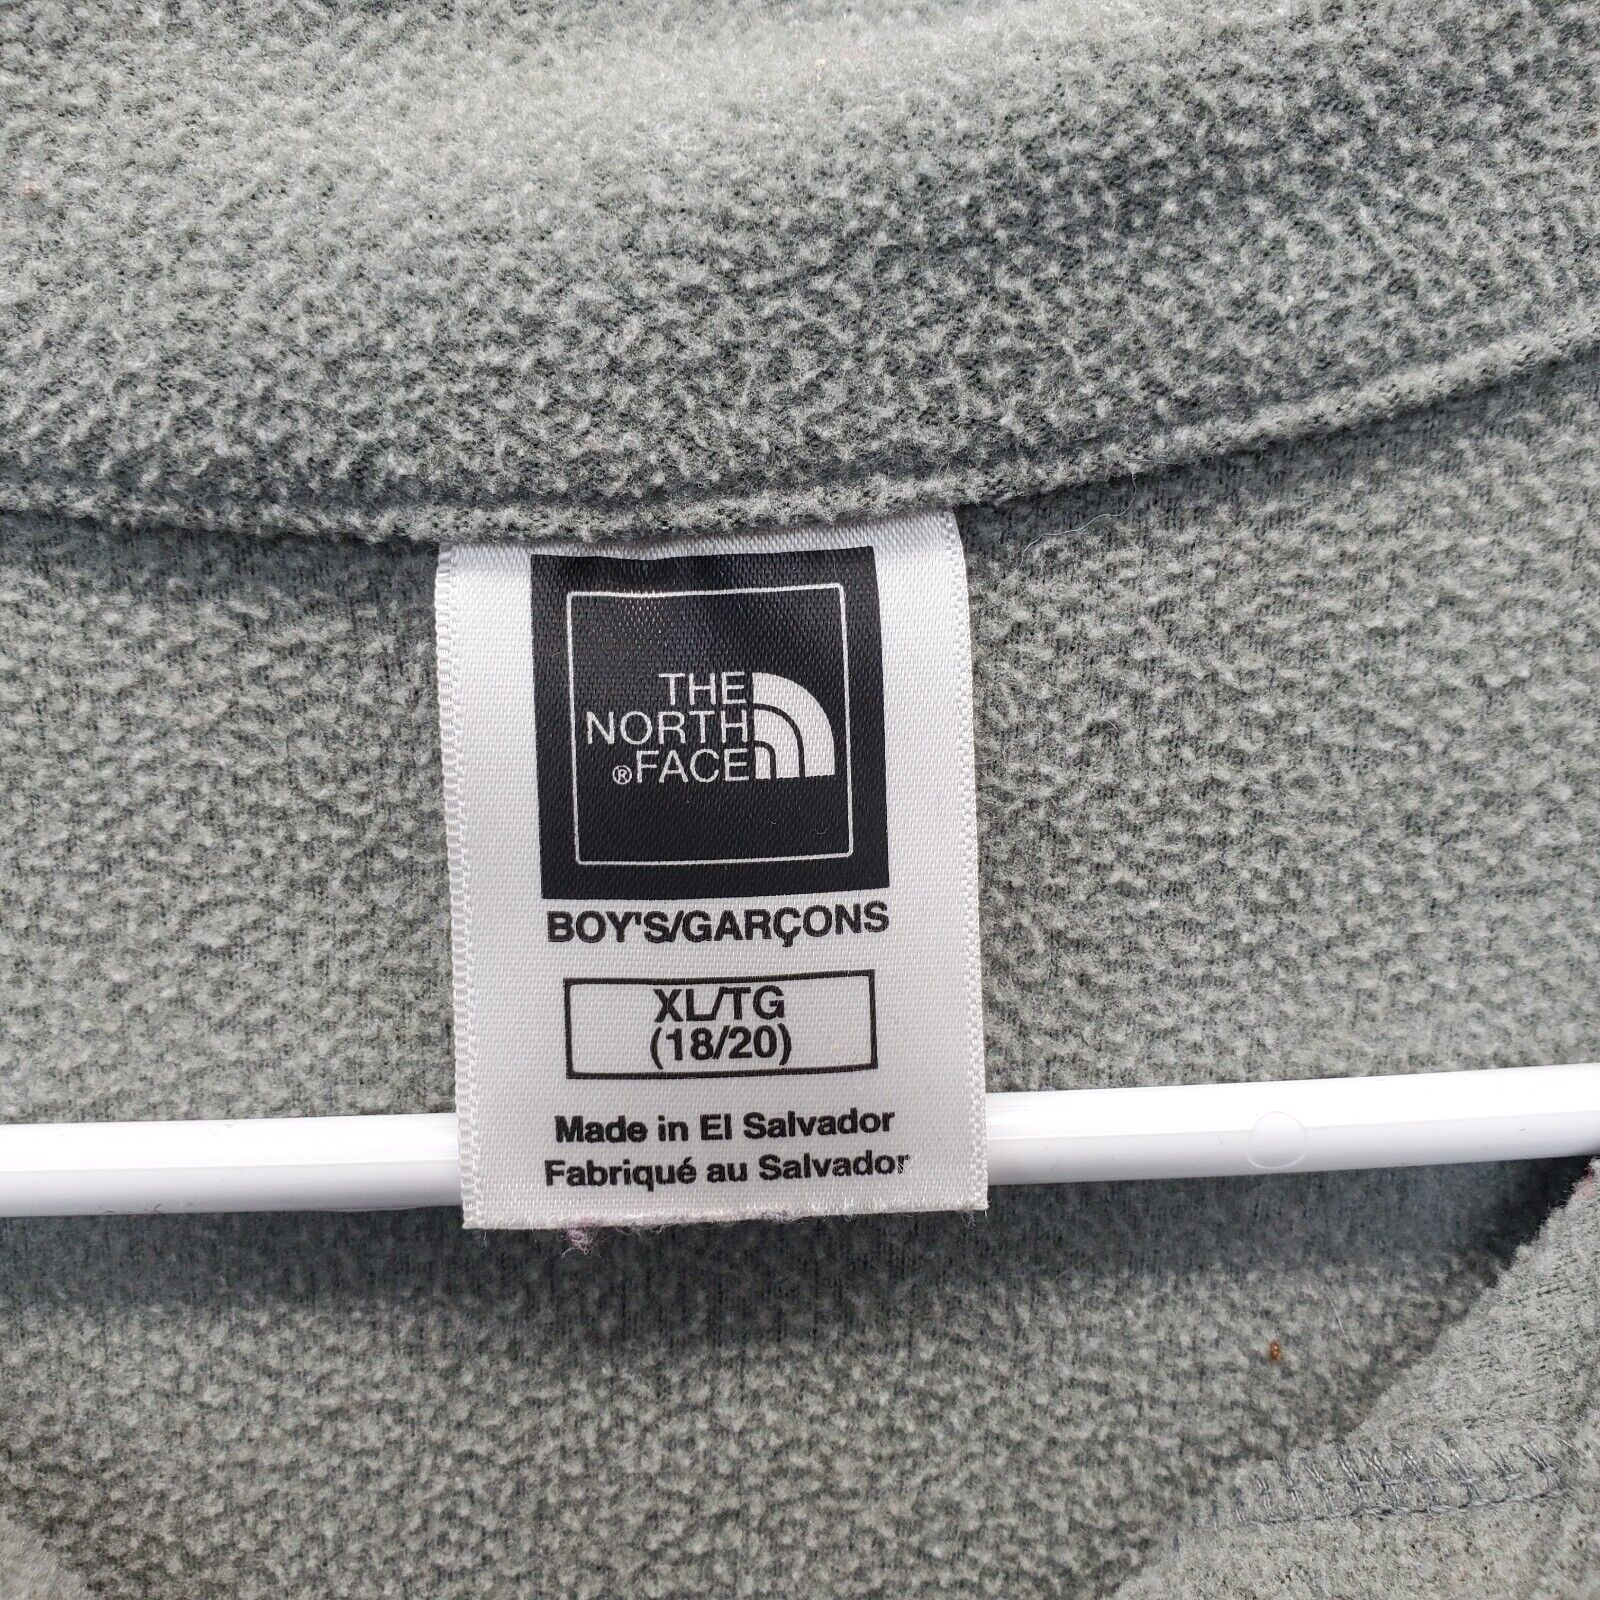 THE
NORTH
®FACE
BOY'S/GARÇONS
XL/TG
(18/20)
Made in El Salvador
Fabriqué au Salvador